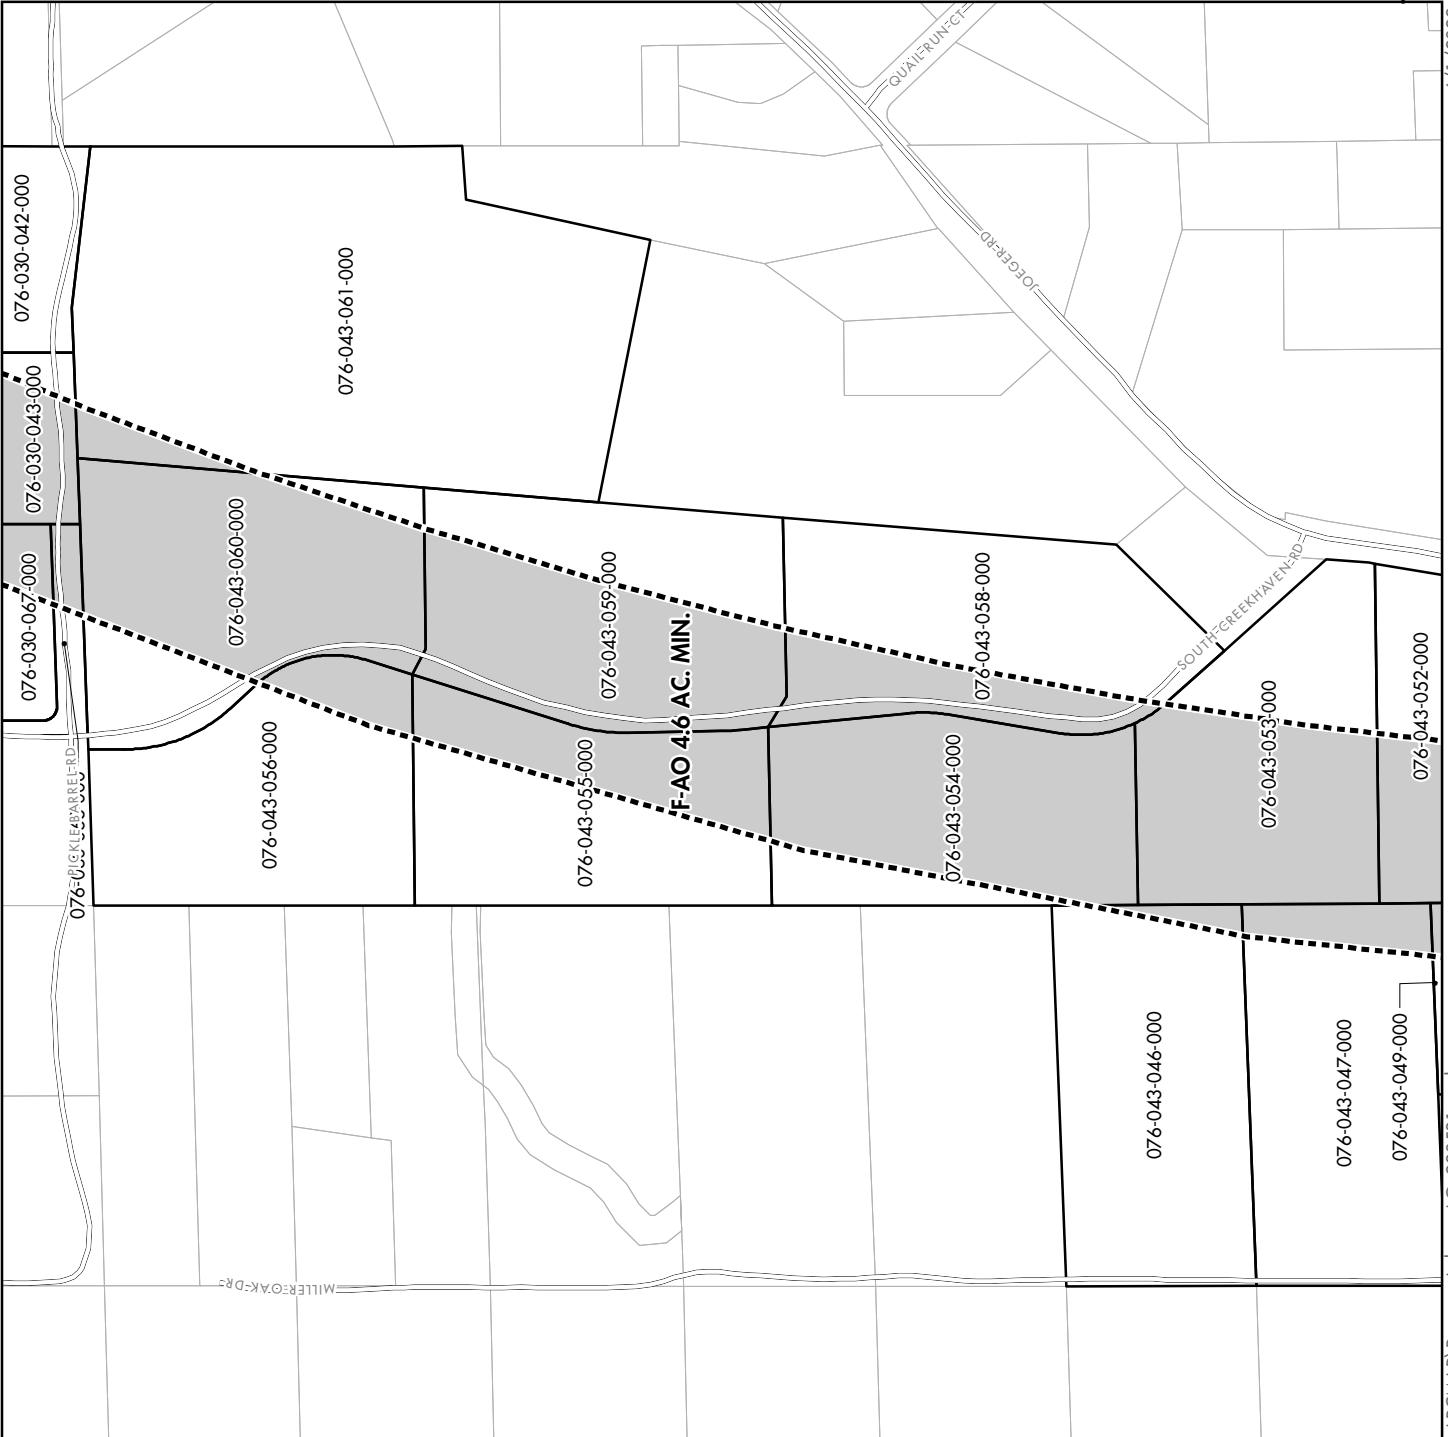 QUAIL RUN CT
076-030-042-000
076-043-061-000
JOEGER RD
076-030-043-000
076-043-060-000
076-043-059-000
076-043-058-000
SOUTH CREEKHAVEN RD
076-030-067-000
F-AO 4.6 AC. MIN.
076-043-052-000
076-043-053-000
076-043-056-000
076-043-055-000
076-043-054-000
PICKLE BARREL RD
076-043-046-000
076-043-047-000
076-043-049-000
MILLER OAK DR